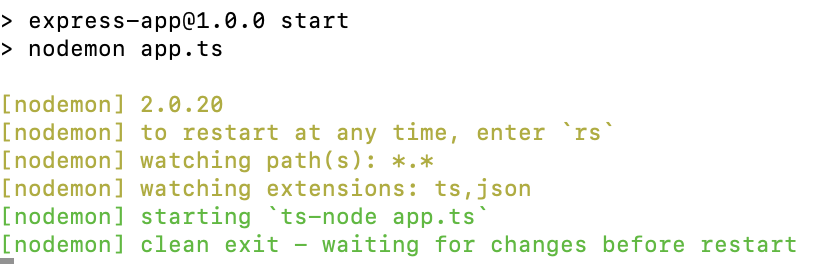 > express-app@1.0.0 start
> nodemon app.ts
[nodemon] 2.0.20
[nodemon] to restart at any time, enter `rs`
[nodemon] watching path(s): *.*
[nodemon] watching extensions: ts,json
[nodemon] starting `ts-node app.ts`
[nodemon] clean exit - waiting for changes before restart